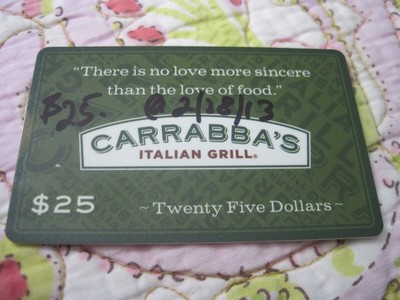 “There is no love more sincere
than the love of food.”
$25. @ 2/28/13
CARRABBA'S
ITALIAN GRILL®
$25
~Twenty Five Dollars~